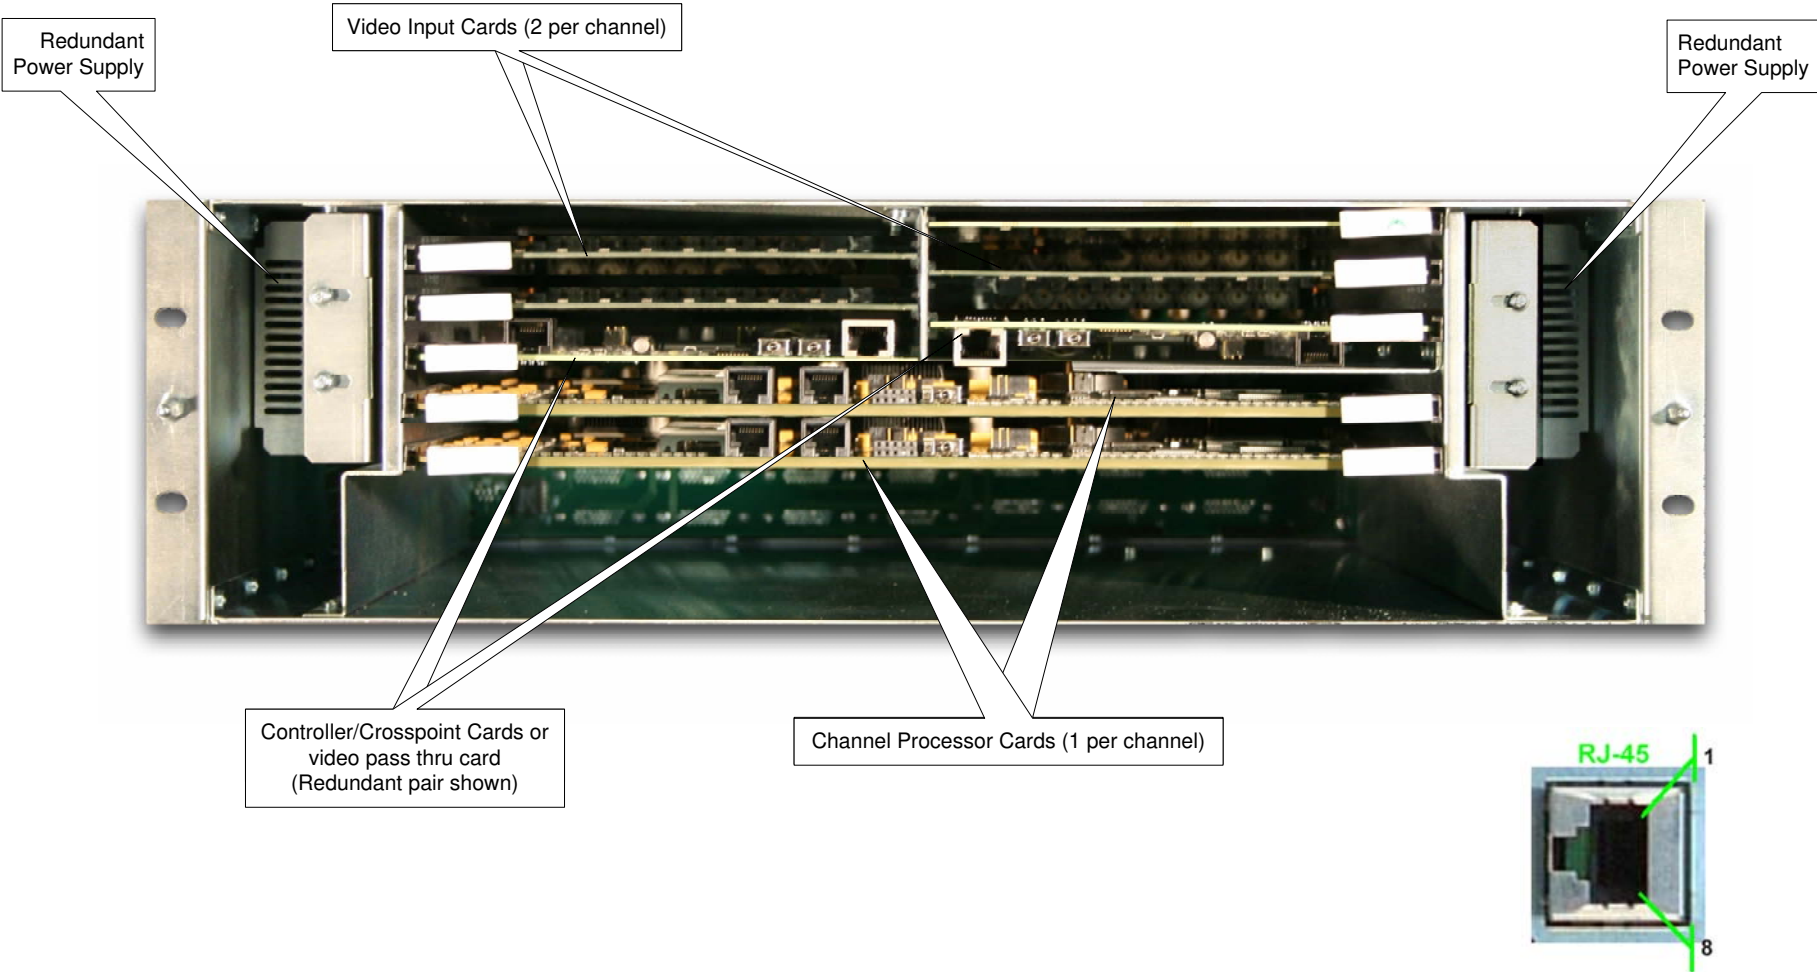 Redundant
Power Supply
Video Input Cards (2 per channel)
Redundant
Power Supply
Controller/Crosspoint Cards or
video pass thru card
(Redundant pair shown)
Channel Processor Cards (1 per channel)
RJ-45
1
8